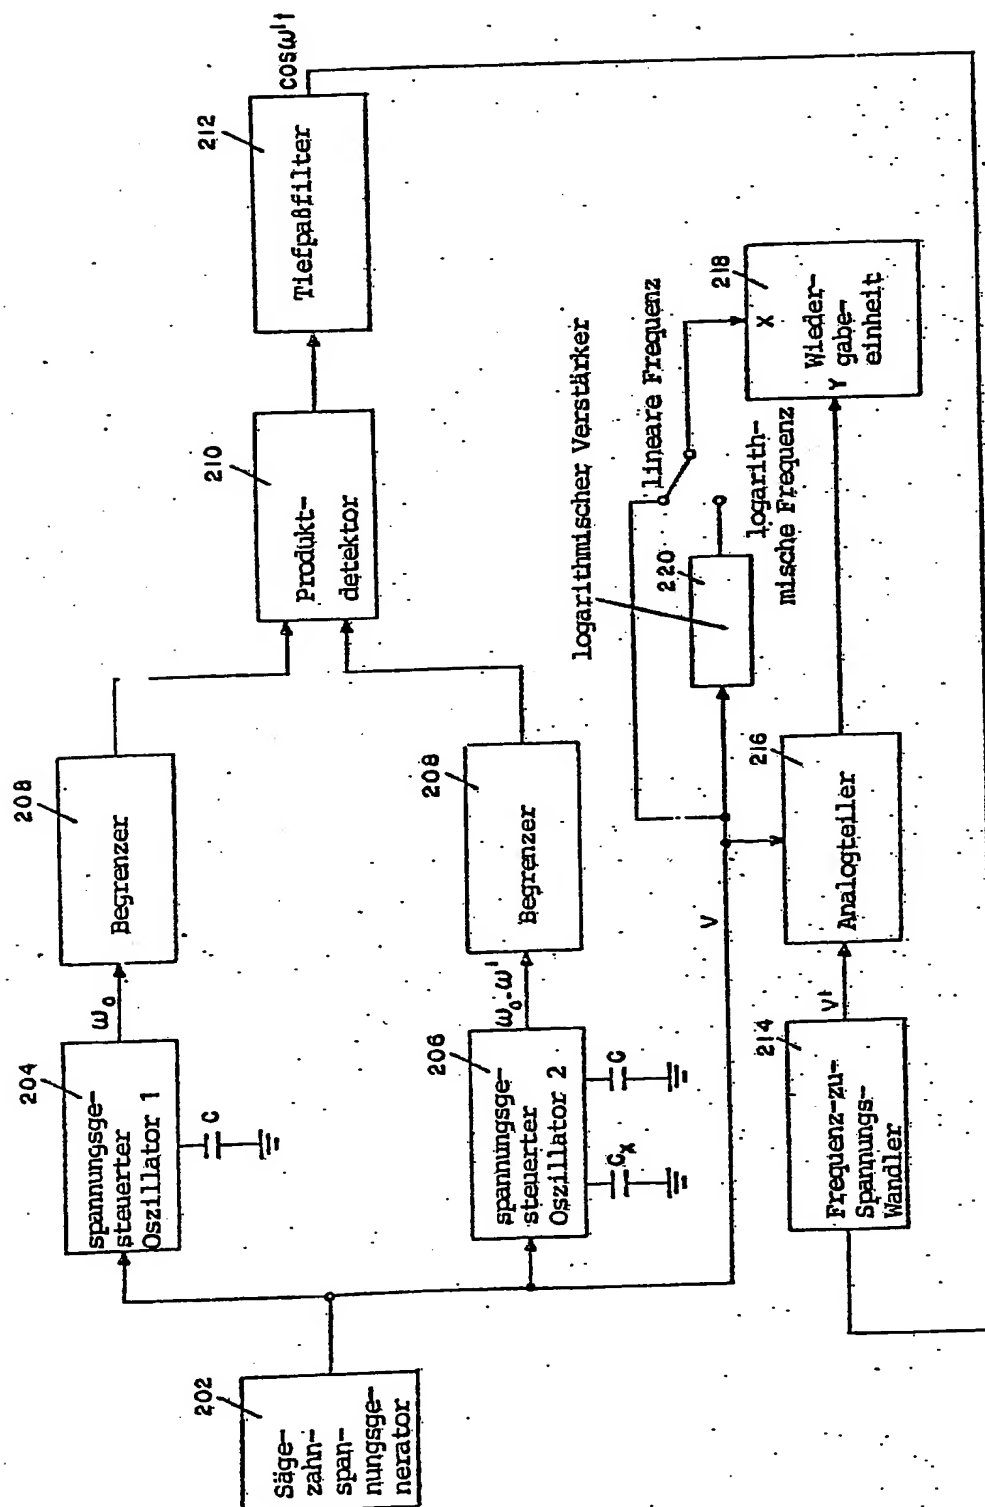 202
Säge-
zahn-
span-
nungsge-
nerator
204
spannungsge-
steuerter
Oszillator 1
C
ω₀
208
Begrenzer
206
spannungsge-
steuerter
Oszillator 2
Cx
C
ω₀-ω'
208
Begrenzer
210
Produkt-
detektor
212
Tiefpaßfilter
cosω't
V
logarithmischer Verstärker
220
lineare Frequenz
logarith-
mische Frequenz
214
Frequenz-zu-
Spannungs-
Wandler
V'
216
Analogteiler
218
X
Y
Wieder-
gabe-
einheit